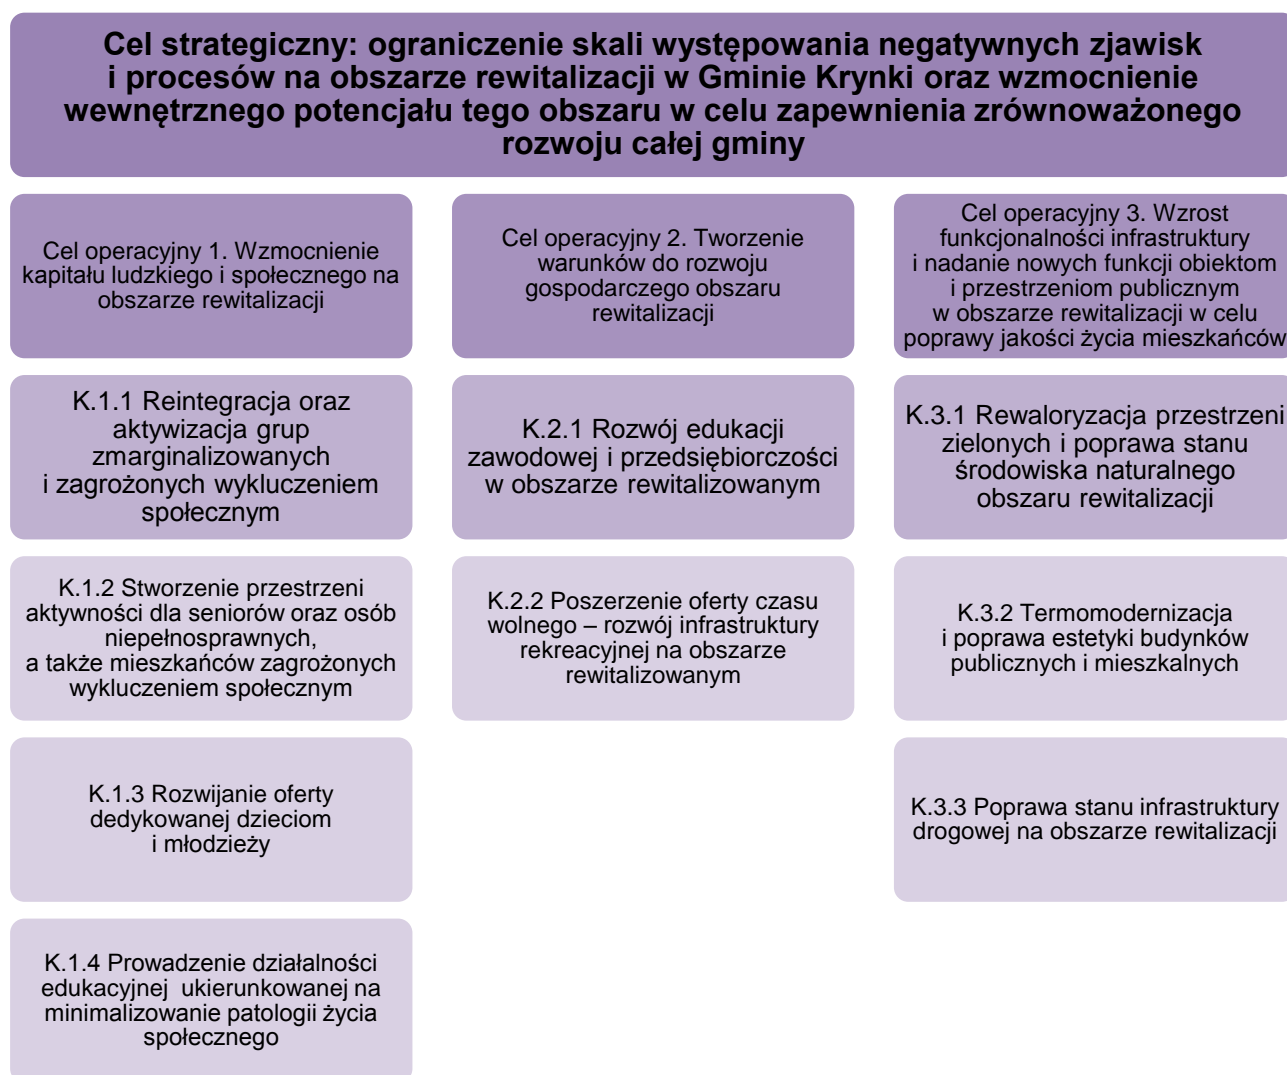 Cel strategiczny: ograniczenie skali występowania negatywnych zjawisk
i procesów na obszarze rewitalizacji w Gminie Krynki oraz wzmocnienie
wewnętrznego potencjału tego obszaru w celu zapewnienia zrównoważonego
rozwoju całej gminy
Cel operacyjny 1. Wzmocnienie
kapitału ludzkiego i społecznego na
obszarze rewitalizacji
K.1.1 Reintegracja oraz
aktywizacja grup
zmarginalizowanych
i zagrożonych wykluczeniem
społecznym
K.1.2 Stworzenie przestrzeni
aktywności dla seniorów oraz osób
niepełnosprawnych,
a także mieszkańców zagrożonych
wykluczeniem społecznym
K.1.3 Rozwijanie oferty
dedykowanej dzieciom
i młodzieży
K.1.4 Prowadzenie działalności
edukacyjnej ukierunkowanej na
minimalizowanie patologii życia
społecznego
Cel operacyjny 2. Tworzenie
warunków do rozwoju
gospodarczego obszaru
rewitalizacji
K.2.1 Rozwój edukacji
zawodowej i przedsiębiorczości
w obszarze rewitalizowanym
K.2.2 Poszerzenie oferty czasu
wolnego – rozwój infrastruktury
rekreacyjnej na obszarze
rewitalizowanym
Cel operacyjny 3. Wzrost
funkcjonalności infrastruktury
i nadanie nowych funkcji obiektom
i przestrzeniom publicznym
w obszarze rewitalizacji w celu
poprawy jakości życia mieszkańców
K.3.1 Rewaloryzacja przestrzeni
zielonych i poprawa stanu
środowiska naturalnego
obszaru rewitalizacji
K.3.2 Termomodernizacja
i poprawa estetyki budynków
publicznych i mieszkalnych
K.3.3 Poprawa stanu infrastruktury
drogowej na obszarze rewitalizacji